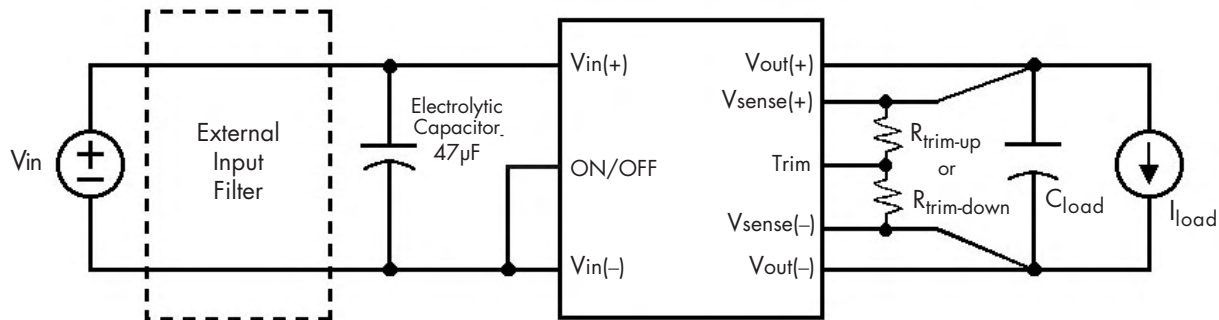 Vin
+
−
External
Input
Filter
Electrolytic
Capacitor
47µF
Vin(+)
ON/OFF
Vin(–)
Vout(+)
Vsense(+)
Trim
Vsense(–)
Vout(–)
Rtrim-up
or
Rtrim-down
Cload
Iload